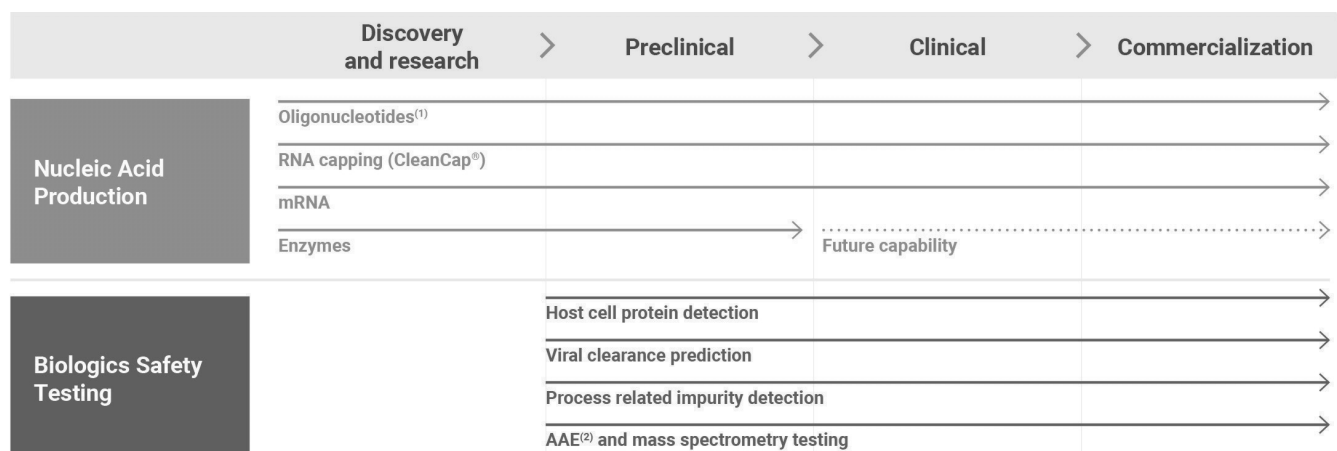 Discovery
and research
Preclinical
Clinical
Commercialization
Nucleic Acid
Production
Oligonucleotides(1)
RNA capping (CleanCap®)
mRNA
Enzymes
Future capability
Biologics Safety
Testing
Host cell protein detection
Viral clearance prediction
Process related impurity detection
AAE(2) and mass spectrometry testing